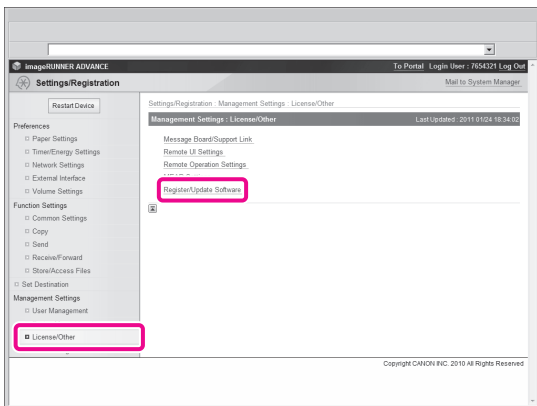 imageRUNNER ADVANCE
To Portal Login User : 7654321 Log Out
Settings/Registration
Mail to System Manager
Restart Device
Settings/Registration : Management Settings : License/Other
Management Settings : License/Other
Last Updated : 2011 01/24 18:34:02
Preferences
Paper Settings
Timer/Energy Settings
Network Settings
External Interface
Volume Settings
Function Settings
Common Settings
Copy
Send
Receive/Forward
Store/Access Files
Set Destination
Management Settings
User Management
License/Other
Message Board/Support Link
Remote UI Settings
Remote Operation Settings
Register/Update Software
Copyright CANON INC. 2010 All Rights Reserved